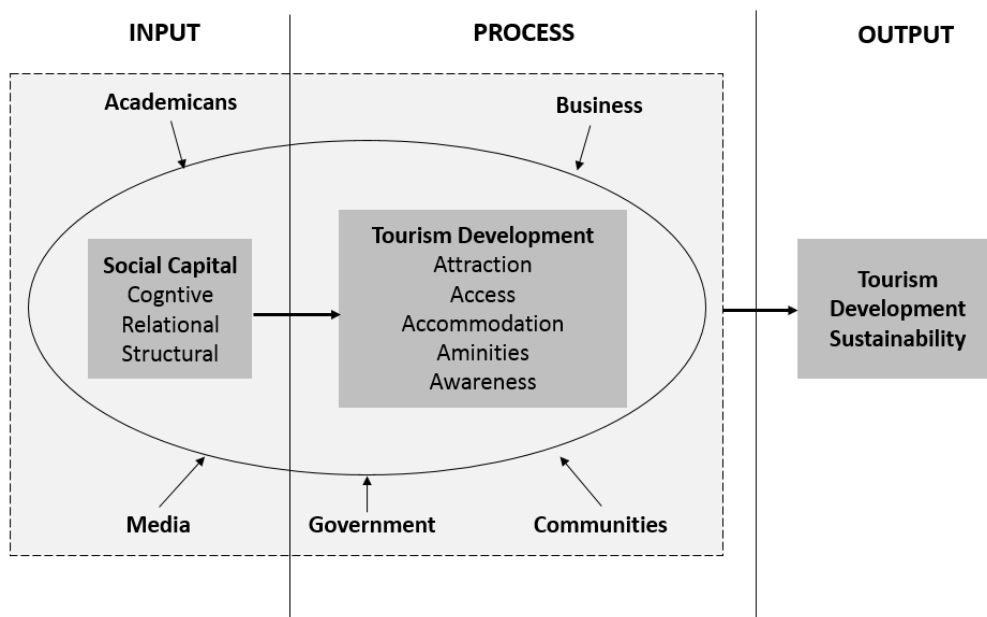 INPUT
PROCESS
OUTPUT
Academicans
Business
Social Capital
Cogntive
Relational
Structural
Tourism Development
Attraction
Access
Accommodation
Aminities
Awareness
Tourism
Development
Sustainability
Media
Government
Communities